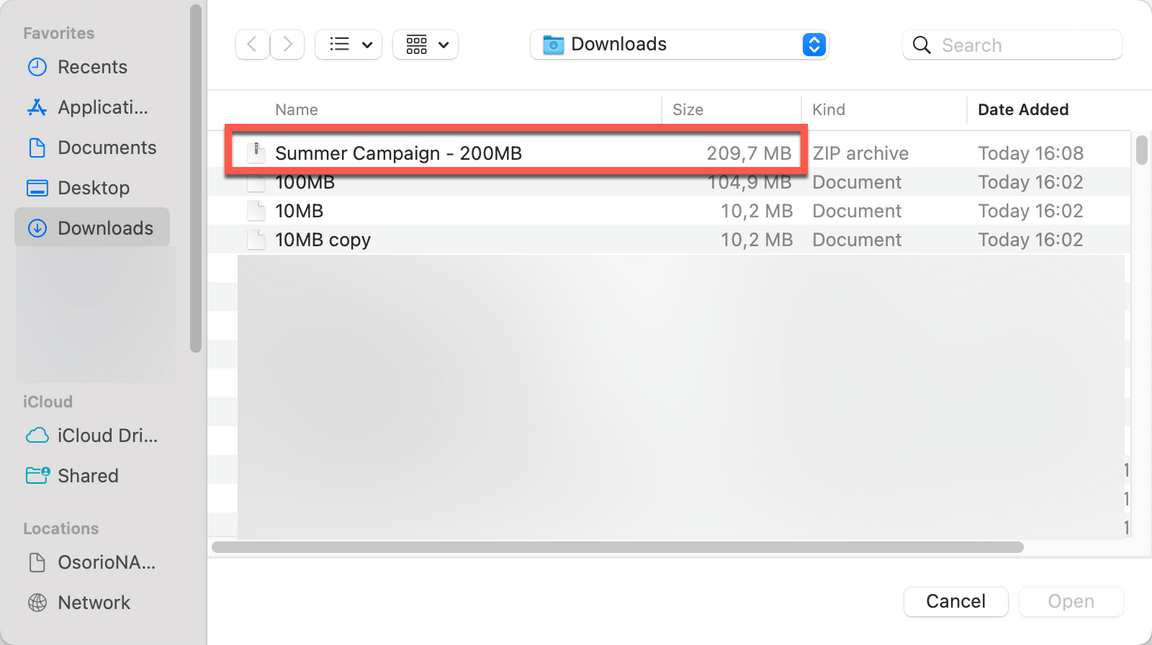 Favorites
Recents
Applicati...
Documents
Desktop
Downloads
iCloud
iCloud Dri...
Shared
Locations
OsorioNA...
Network
Downloads
Search
Name Size Kind Date Added
Summer Campaign - 200MB 209,7 MB ZIP archive Today 16:08
100MB 104,9 MB Document Today 16:02
10MB 10,2 MB Document Today 16:02
10MB copy 10,2 MB Document Today 16:02
1
1
1
Cancel Open